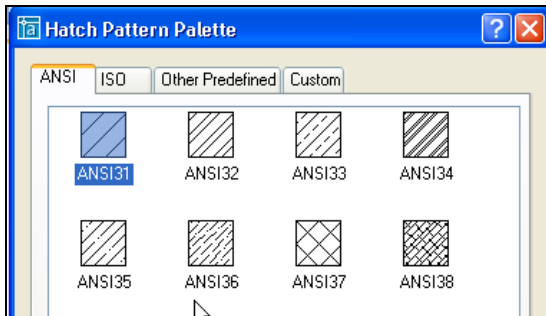 Hatch Pattern Palette
ANSI ISO Other Predefined Custom
ANSI31 ANSI32 ANSI33 ANSI34
ANSI35 ANSI36 ANSI37 ANSI38